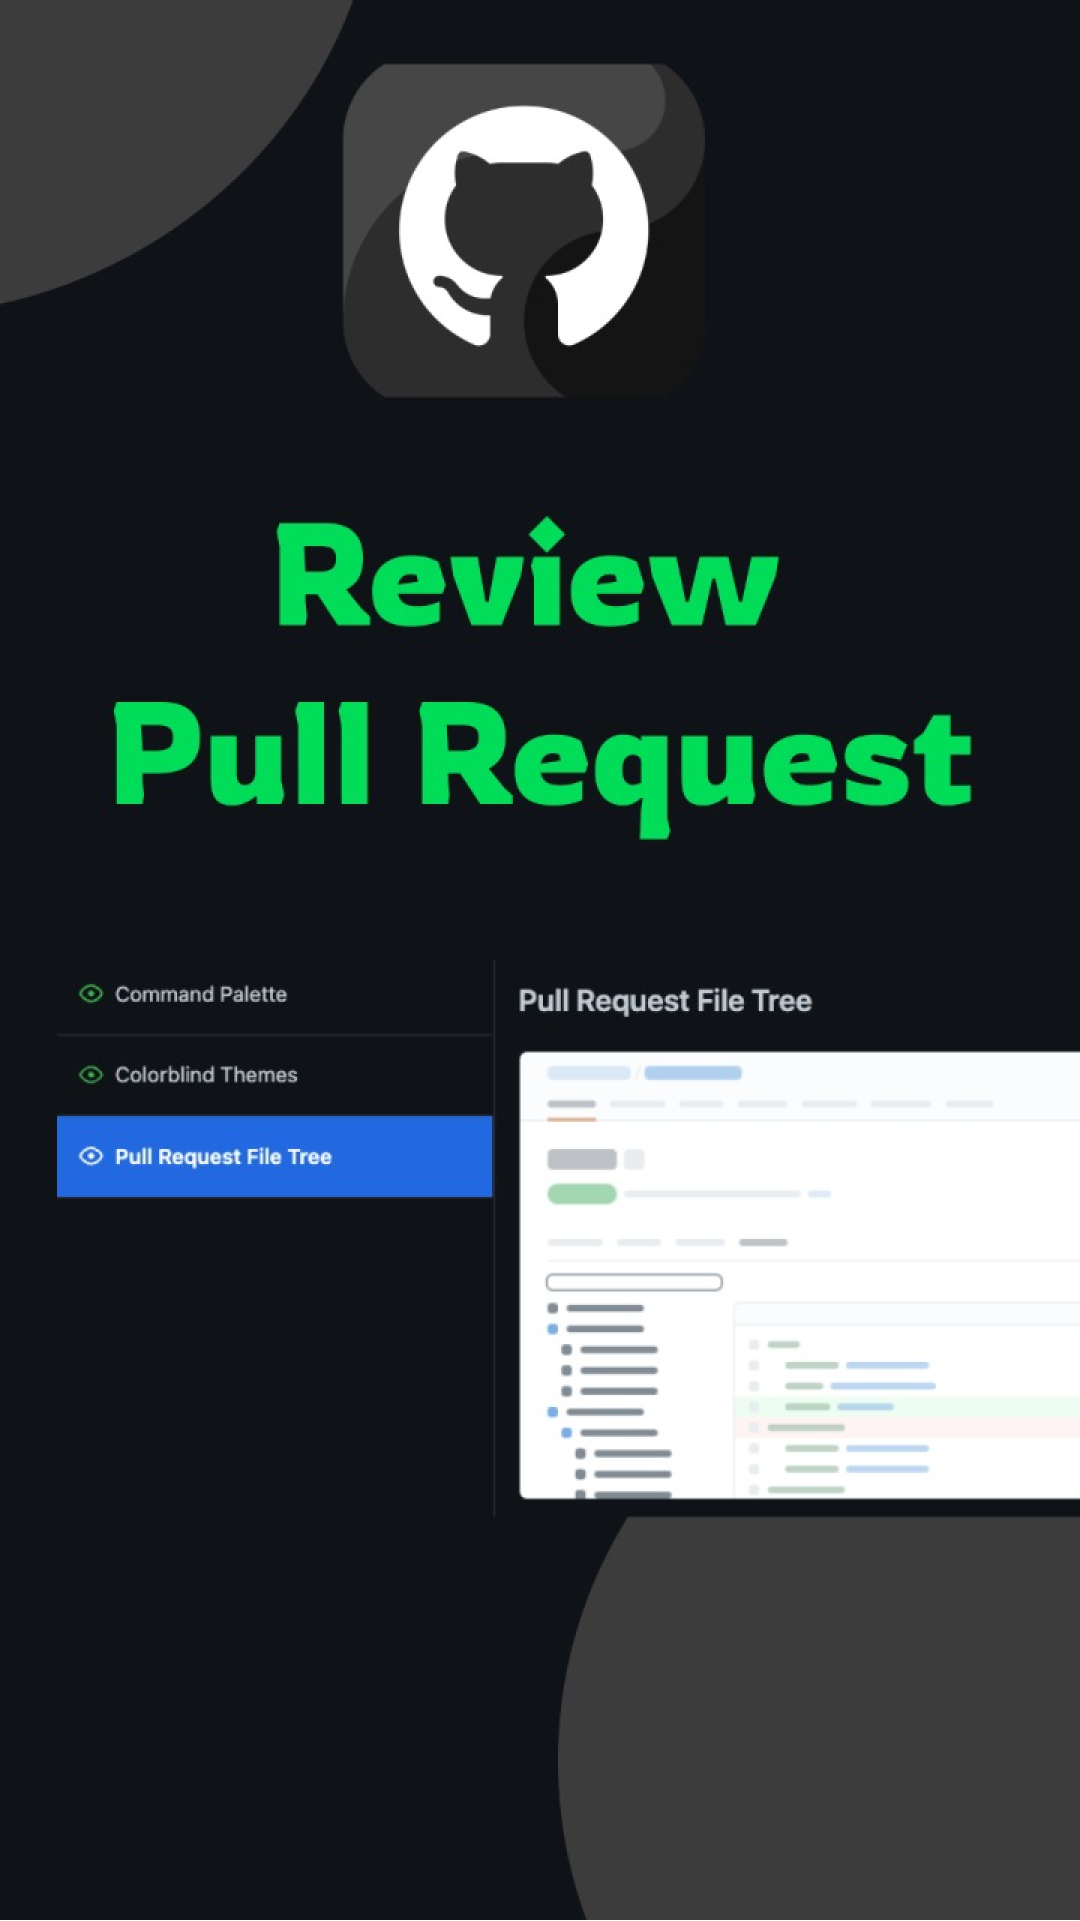 Review
Pull Request
Command Palette
Colorblind Themes
Pull Request File Tree
Pull Request File Tree